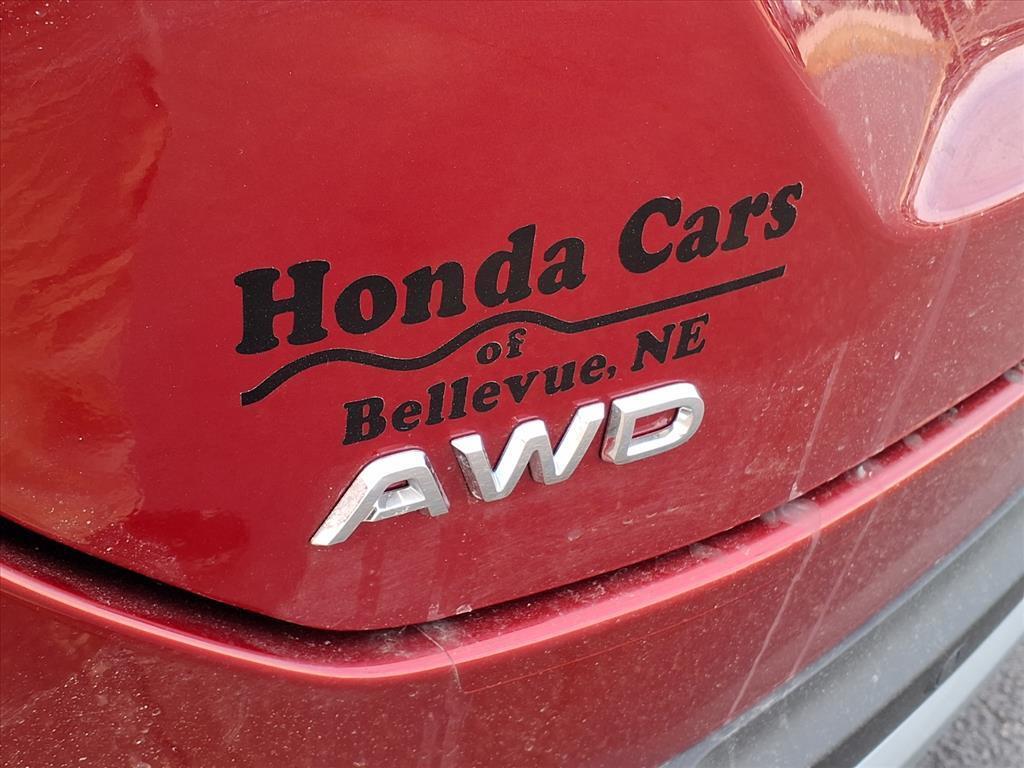 Honda Cars
of
Bellevue, NE
AWD